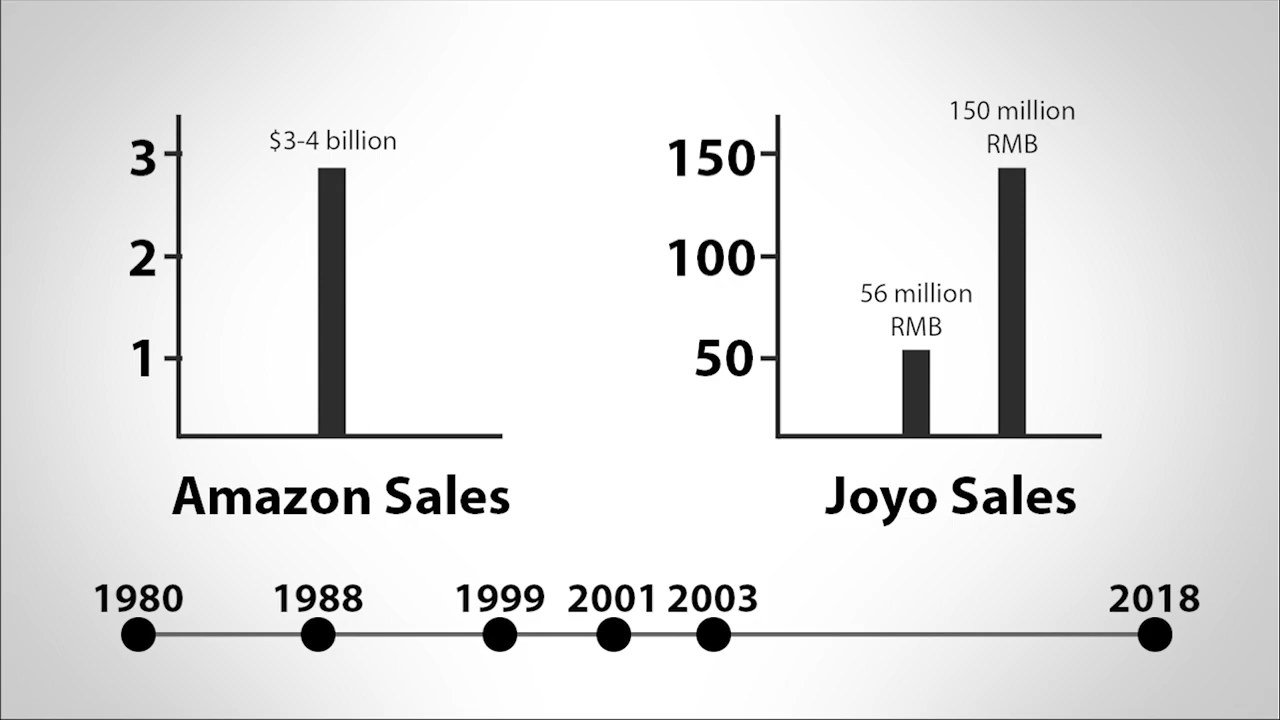 3
2
1
$3-4 billion
Amazon Sales
150
100
50
56 million
RMB
150 million
RMB
Joyo Sales
1980
1988
1999
2001
2003
2018